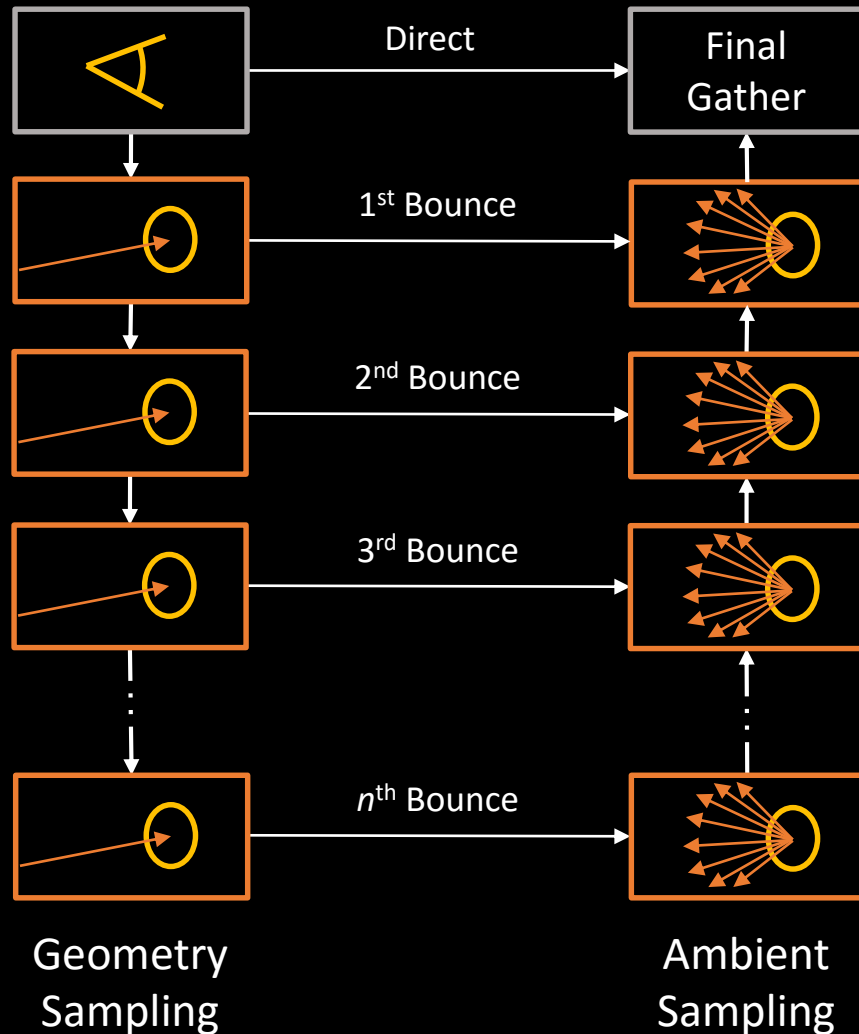 Direct
Final
Gather
1st Bounce
2nd Bounce
3rd Bounce
nth Bounce
Geometry
Sampling
Ambient
Sampling